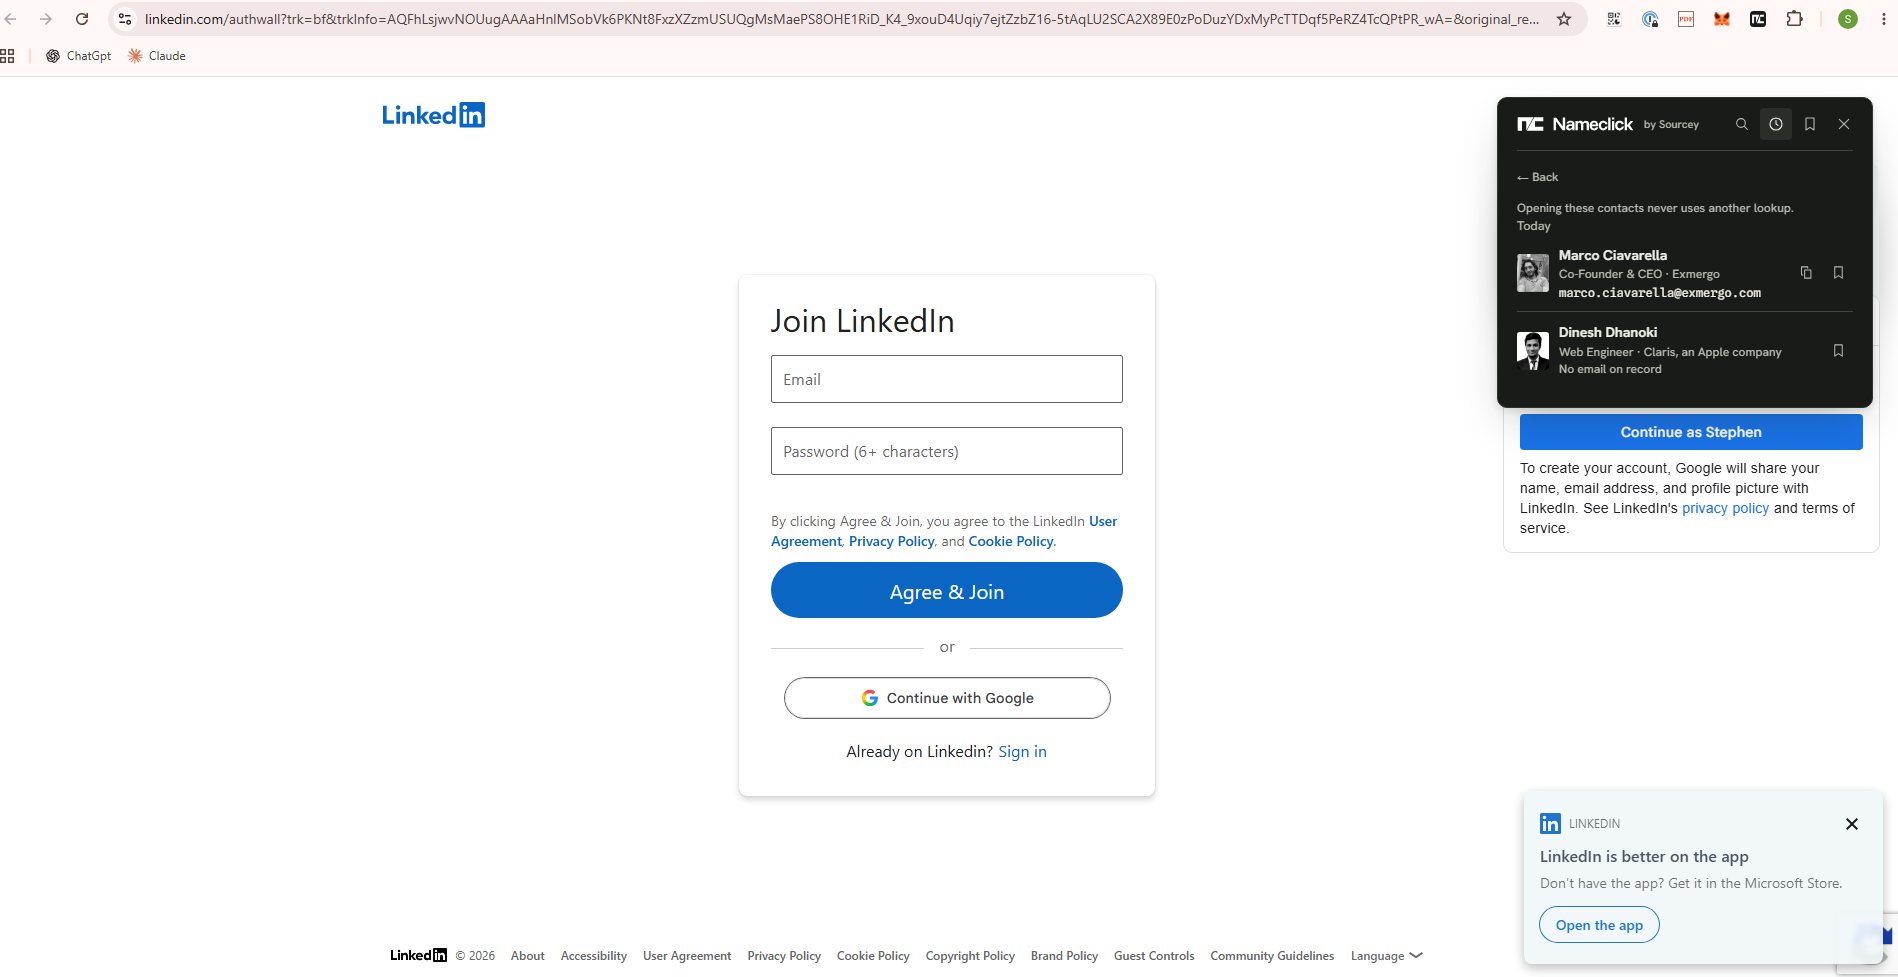 linkedin.com/authwall?trk=bf&trkInfo=AQFhLsjwvNOUugAAAaHnlMSobVk6PKNt8FxzXZzmUSUQgMsMaePS8OHE1RiD_K4_9xouD4Uqiy7ejtZzbZ16-5tAqLU2SCA2X89E0zPoDuzYDxMyPcTTDqf5PeRZ4TcQPtPR_wA=&original_re...
S
ChatGpt
Claude
LinkedIn
Nameclick by Sourcey
← Back
Opening these contacts never uses another lookup.
Today
Marco Ciavarella
Co-Founder & CEO · Exmergo
marco.ciavarella@exmergo.com
Dinesh Dhanoki
Web Engineer · Claris, an Apple company
No email on record
Continue as Stephen
To create your account, Google will share your
name, email address, and profile picture with
LinkedIn. See LinkedIn's privacy policy and terms of
service.
Join LinkedIn
Email
Password (6+ characters)
By clicking Agree & Join, you agree to the LinkedIn User
Agreement, Privacy Policy, and Cookie Policy.
Agree & Join
or
Continue with Google
Already on Linkedin? Sign in
LINKEDIN
LinkedIn is better on the app
Don't have the app? Get it in the Microsoft Store.
Open the app
LinkedIn © 2026 About Accessibility User Agreement Privacy Policy Cookie Policy Copyright Policy Brand Policy Guest Controls Community Guidelines Language